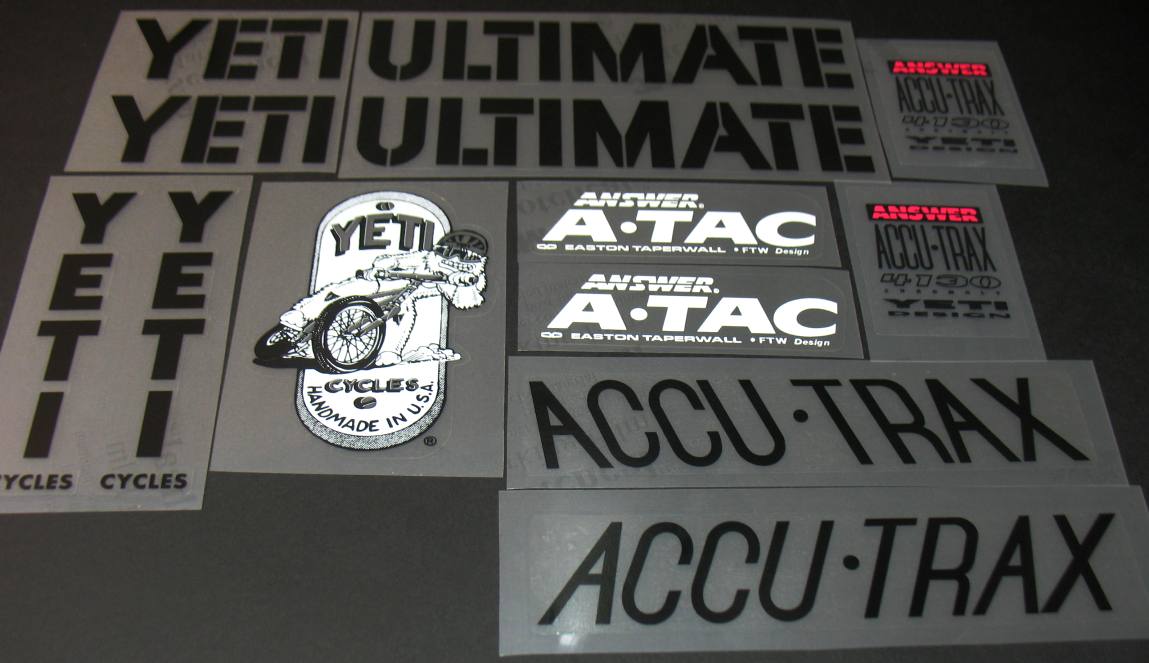 YETI
YETI
ULTIMATE
ULTIMATE
ANSWER
ACCU·TRAX
4130
YETI
DESIGN
Y Y
E E
T T
I I
CYCLES CYCLES
YETI
CYCLES
HANDMADE IN U.S.A.
®
ANSWER®
A·TAC
EASTON TAPERWALL • FTW Design
ANSWER®
A·TAC
EASTON TAPERWALL • FTW Design
ANSWER
ACCU·TRAX
4130
YETI
DESIGN
ACCU·TRAX
ACCU·TRAX